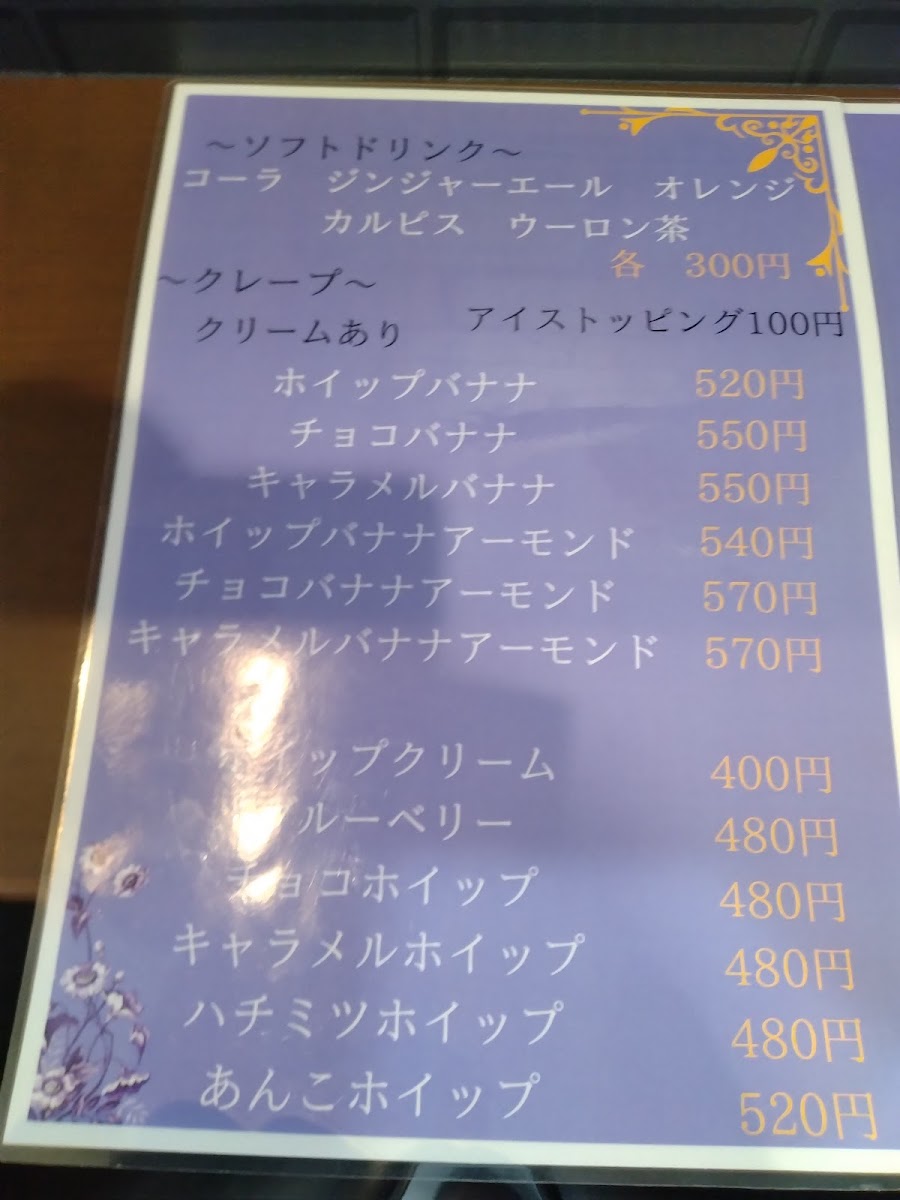 ～ソフトドリンク～
コーラ ジンジャーエール オレンジ
カルピス ウーロン茶
各 300円
～クレープ～
クリームあり アイストッピング100円
ホイップバナナ 520円
チョコバナナ 550円
キャラメルバナナ 550円
ホイップバナナアーモンド 540円
チョコバナナアーモンド 570円
キャラメルバナナアーモンド 570円
ホイップクリーム 400円
ブルーベリー 480円
チョコホイップ 480円
キャラメルホイップ 480円
ハチミツホイップ 480円
あんこホイップ 520円